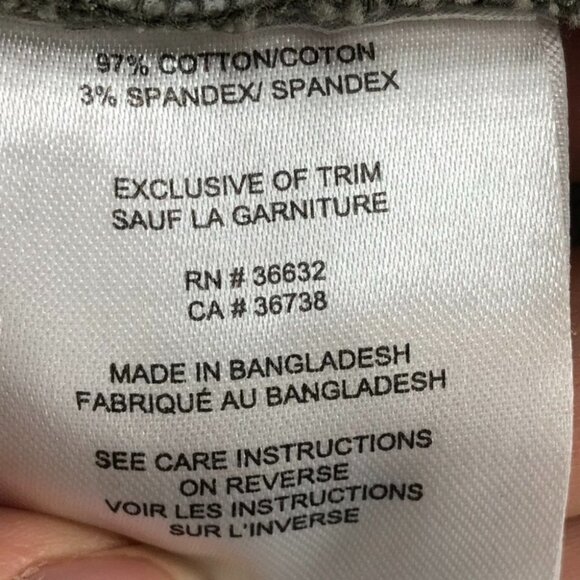 97% COTTON/COTON
3% SPANDEX/ SPANDEX
EXCLUSIVE OF TRIM
SAUF LA GARNITURE
RN # 36632
CA # 36738
MADE IN BANGLADESH
FABRIQUÉ AU BANGLADESH
SEE CARE INSTRUCTIONS
ON REVERSE
VOIR LES INSTRUCTIONS
SUR L'INVERSE